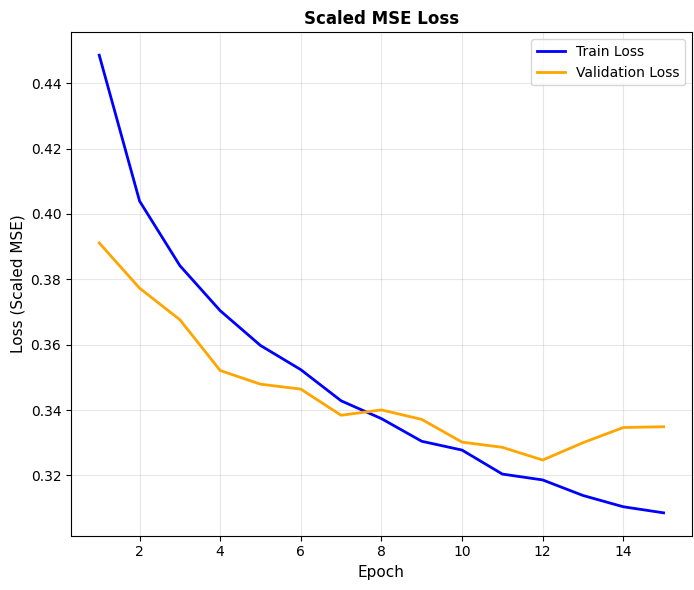 Scaled MSE Loss
Train Loss
Validation Loss
Loss (Scaled MSE)
0.44
0.42
0.40
0.38
0.36
0.34
0.32
2 4 6 8 10 12 14
Epoch